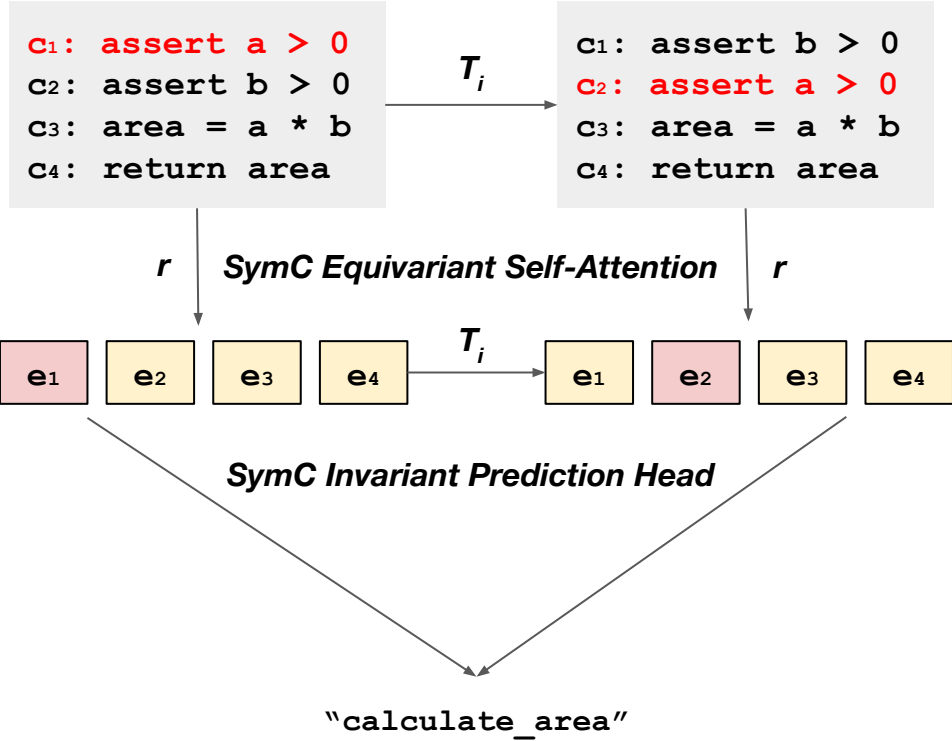 c₁: assert a > 0
c₂: assert b > 0
c₃: area = a * b
c₄: return area
Tᵢ
c₁: assert b > 0
c₂: assert a > 0
c₃: area = a * b
c₄: return area
r SymC Equivariant Self-Attention r
e₁ e₂ e₃ e₄ Tᵢ e₁ e₂ e₃ e₄
SymC Invariant Prediction Head
“calculate_area”